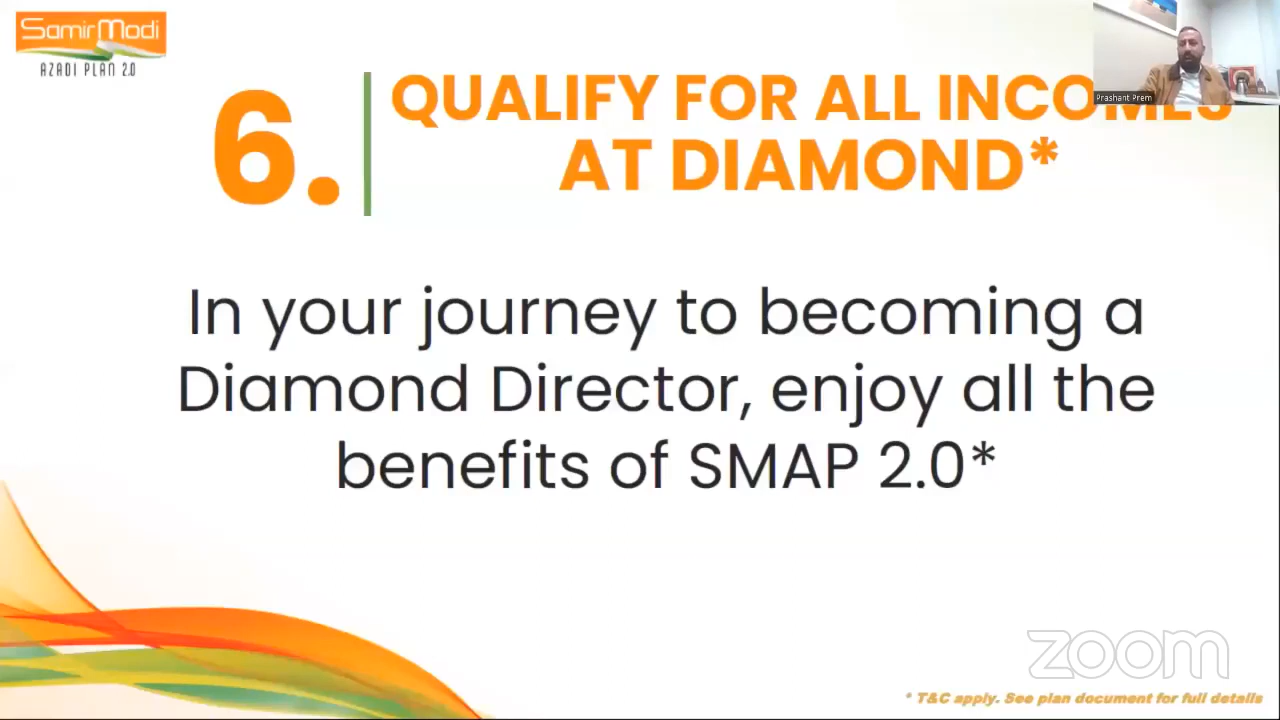 SamirModi
AZADI PLAN 2.0
Prashant Prem
6.
QUALIFY FOR ALL INCOMES
AT DIAMOND*
In your journey to becoming a
Diamond Director, enjoy all the
benefits of SMAP 2.0*
zoom
* T&C apply. See plan document for full details